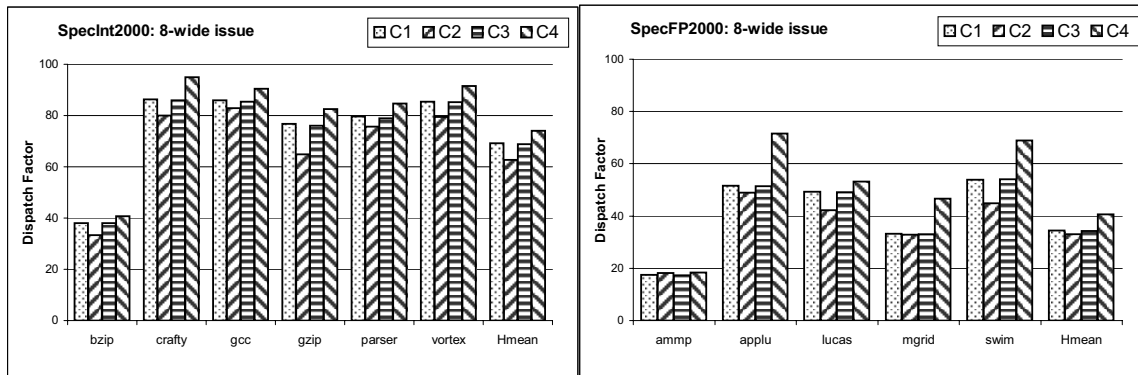 SpecInt2000: 8-wide issue
C1 C2 C3 C4
100
80
60
40
20
0
Dispatch Factor
bzip crafty gcc gzip parser vortex Hmean
SpecFP2000: 8-wide issue
C1 C2 C3 C4
100
80
60
40
20
0
Dispatch Factor
ammp applu lucas mgrid swim Hmean